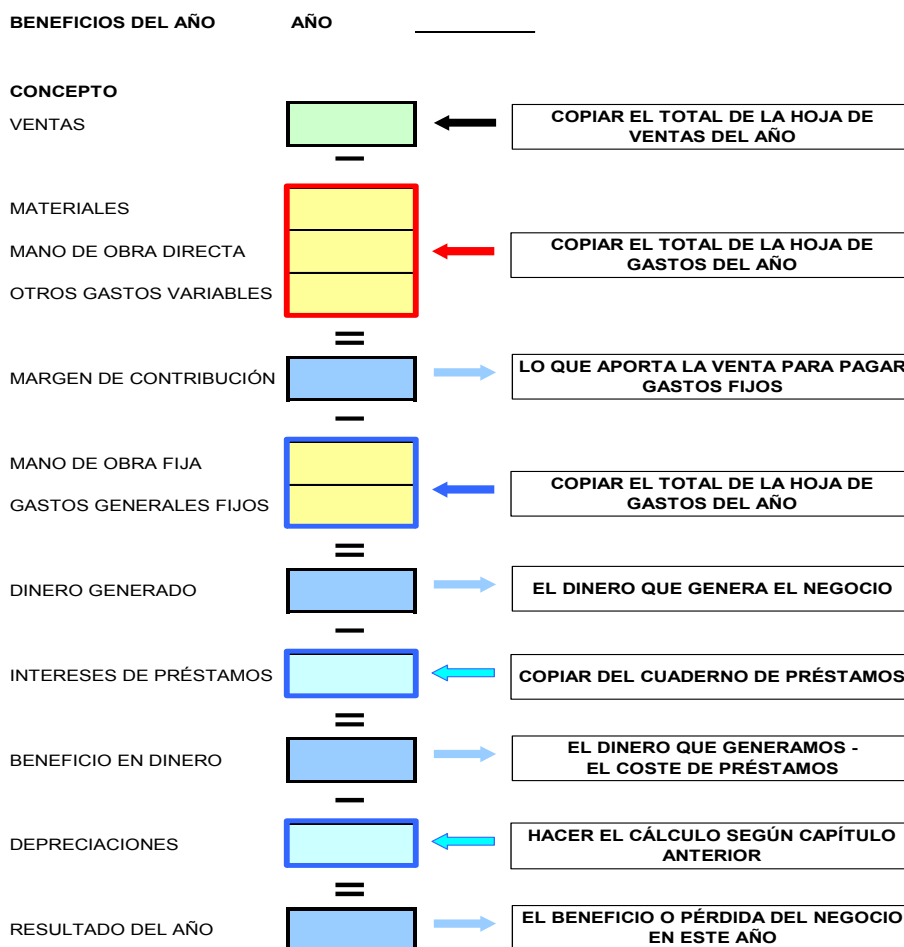 BENEFICIOS DEL AÑO AÑO
CONCEPTO
VENTAS
COPIAR EL TOTAL DE LA HOJA DE
VENTAS DEL AÑO
MATERIALES
MANO DE OBRA DIRECTA
OTROS GASTOS VARIABLES
COPIAR EL TOTAL DE LA HOJA DE
GASTOS DEL AÑO
MARGEN DE CONTRIBUCIÓN
LO QUE APORTA LA VENTA PARA PAGAR
GASTOS FIJOS
MANO DE OBRA FIJA
GASTOS GENERALES FIJOS
COPIAR EL TOTAL DE LA HOJA DE
GASTOS DEL AÑO
DINERO GENERADO
EL DINERO QUE GENERA EL NEGOCIO
INTERESES DE PRÉSTAMOS
COPIAR DEL CUADERNO DE PRÉSTAMOS
BENEFICIO EN DINERO
EL DINERO QUE GENERAMOS -
EL COSTE DE PRÉSTAMOS
DEPRECIACIONES
HACER EL CÁLCULO SEGÚN CAPÍTULO
ANTERIOR
RESULTADO DEL AÑO
EL BENEFICIO O PÉRDIDA DEL NEGOCIO
EN ESTE AÑO